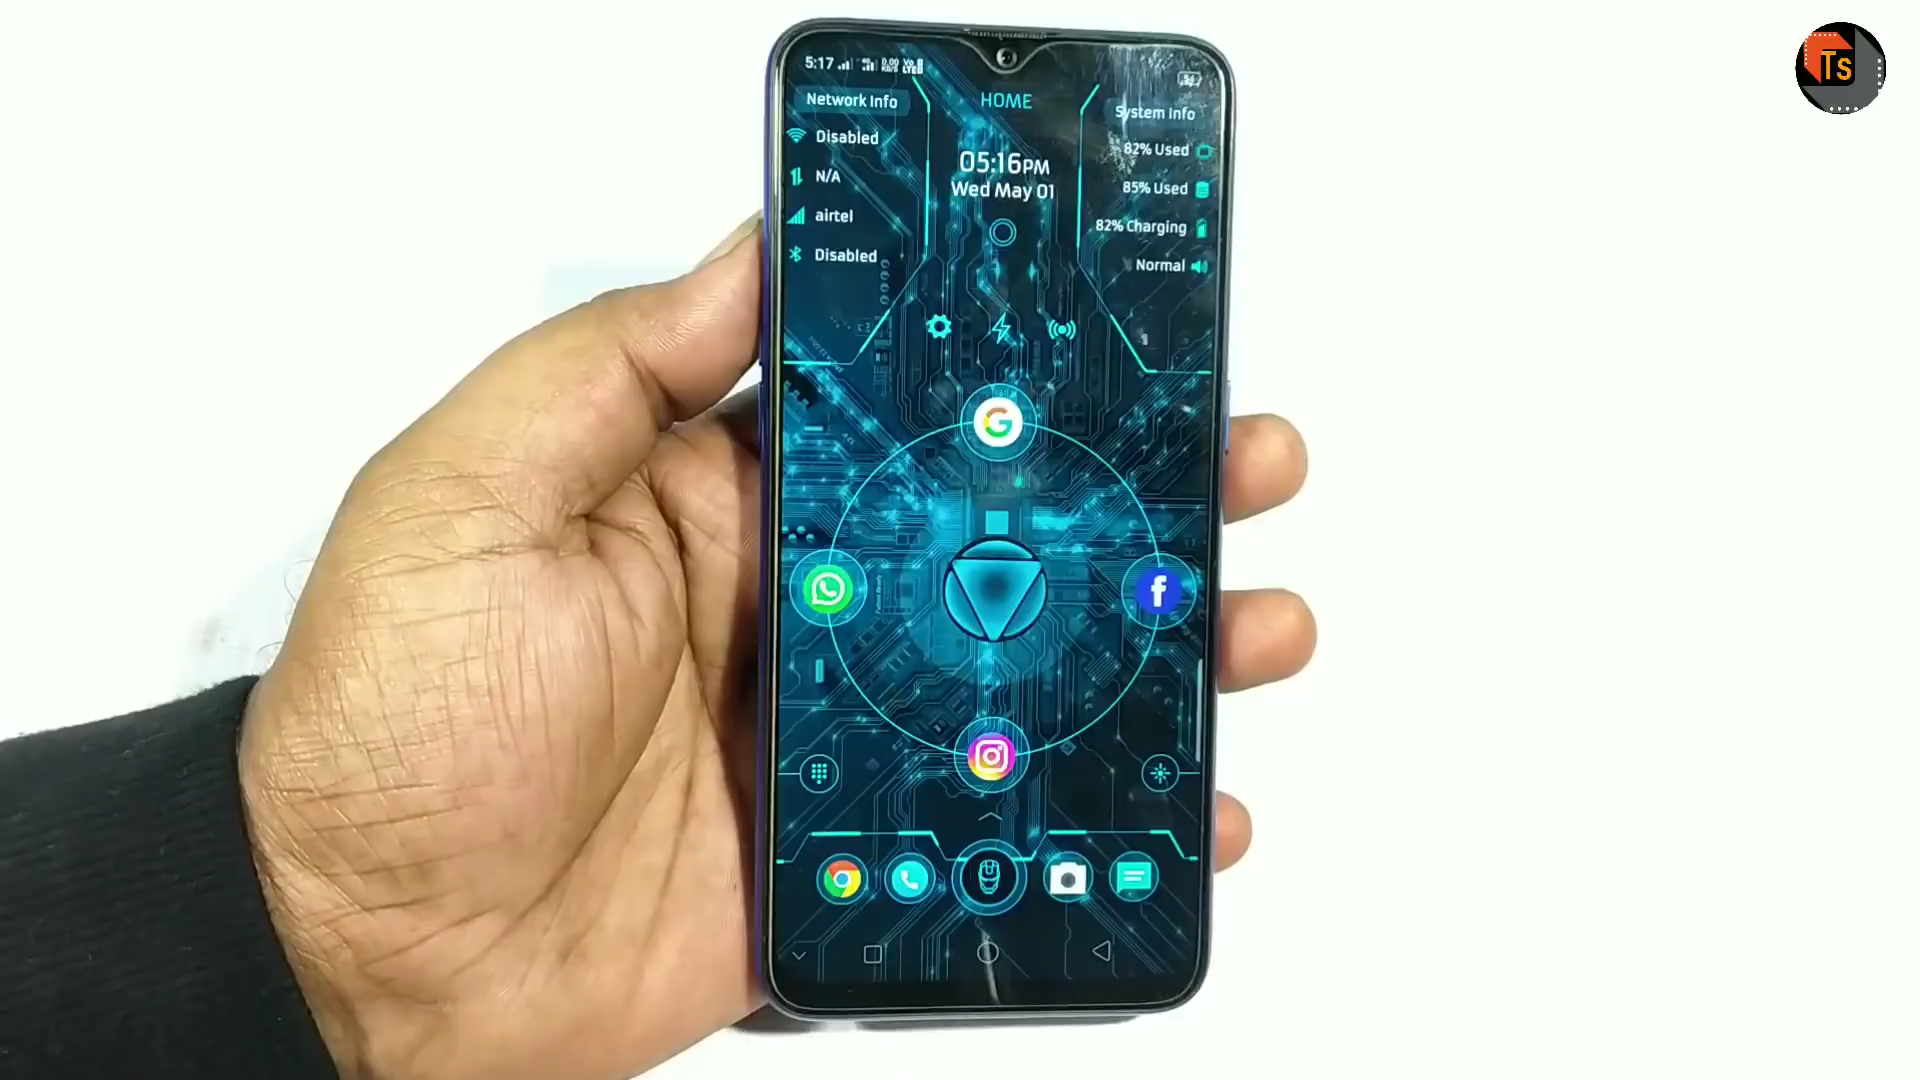 Ts
5:17
HOME
Network Info
System Info
Disabled
82% Used
05:16PM
N/A
85% Used
Wed May 01
airtel
82% Charging
Disabled
Normal